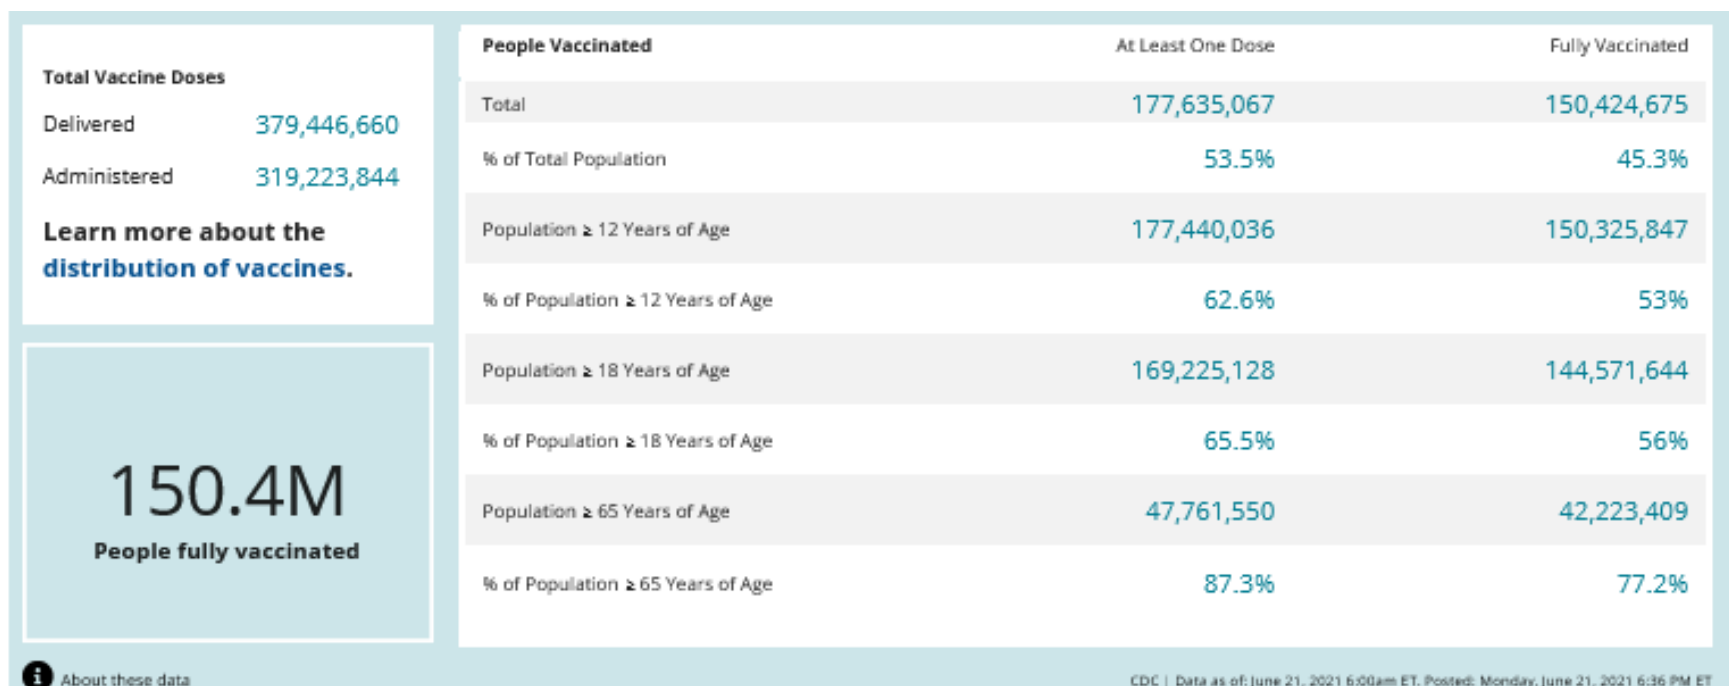 Total Vaccine Doses
Delivered 379,446,660
Administered 319,223,844
Learn more about the
distribution of vaccines.
150.4M
People fully vaccinated
People Vaccinated At Least One Dose Fully Vaccinated
Total 177,635,067 150,424,675
% of Total Population 53.5% 45.3%
Population ≥ 12 Years of Age 177,440,036 150,325,847
% of Population ≥ 12 Years of Age 62.6% 53%
Population ≥ 18 Years of Age 169,225,128 144,571,644
% of Population ≥ 18 Years of Age 65.5% 56%
Population ≥ 65 Years of Age 47,761,550 42,223,409
% of Population ≥ 65 Years of Age 87.3% 77.2%
About these data
CDC | Data as of: June 21, 2021 6:00am ET. Posted: Monday, June 21, 2021 6:36 PM ET